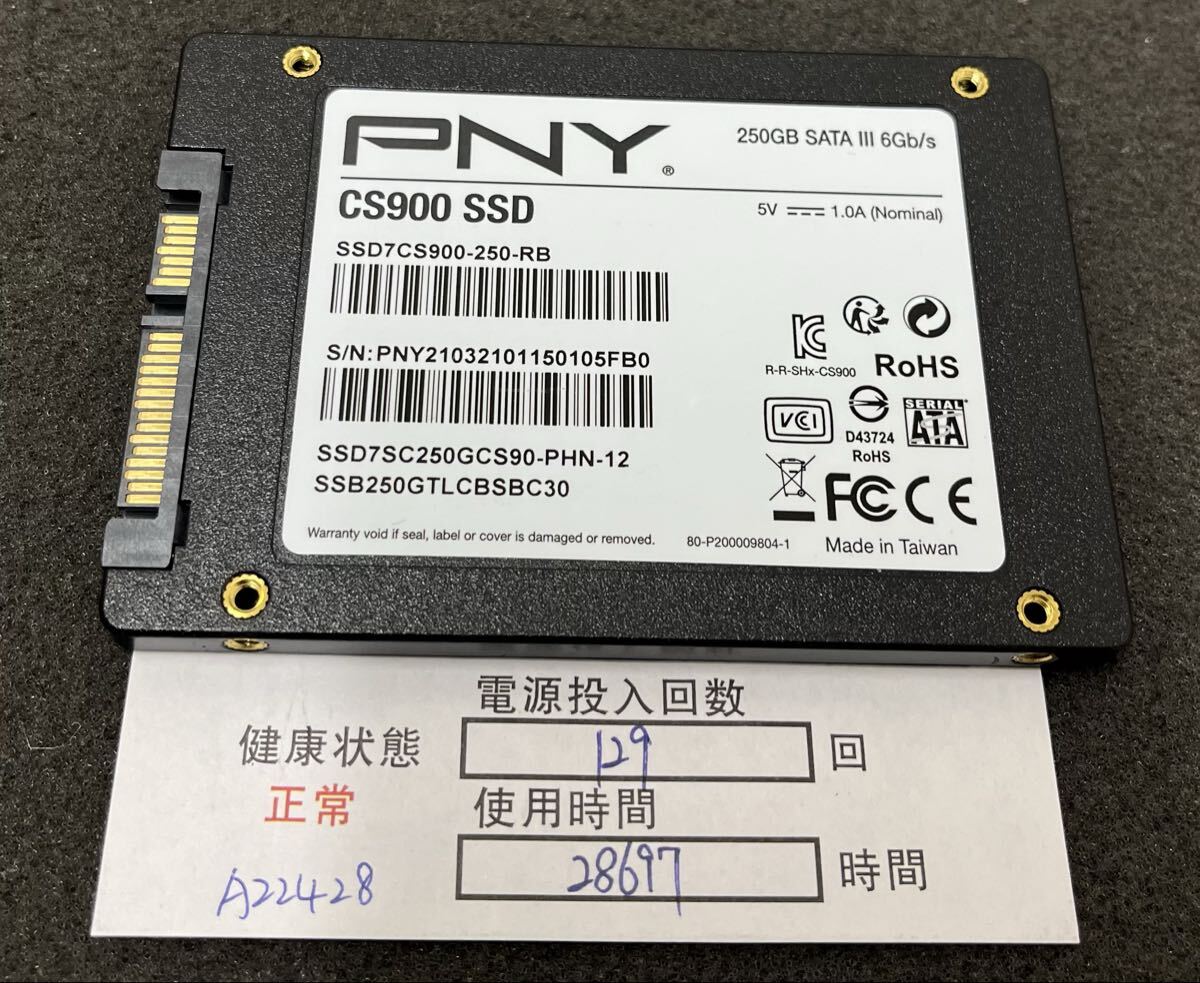 PNY®
250GB SATA III 6Gb/s
CS900 SSD
5V 1.0A (Nominal)
SSD7CS900-250-RB
S/N:PNY21032101150105FB0
R-R-SHx-CS900
RoHS
VCI
D43724
RoHS
SERIAL
ATA
SSD7SC250GCS90-PHN-12
SSB250GTLCBSBC30
FC CE
Warranty void if seal, label or cover is damaged or removed.
80-P200009804-1
Made in Taiwan
電源投入回数
健康状態
129 回
正常
使用時間
28697 時間
A22428